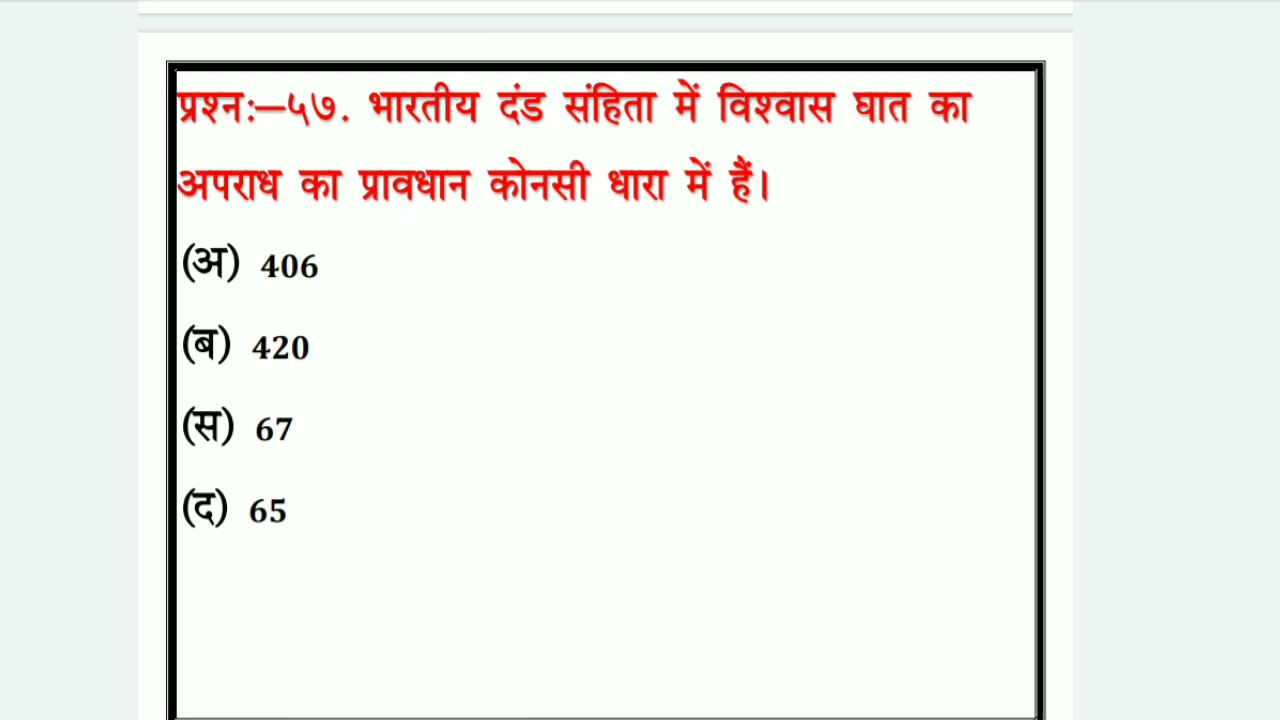 प्रश्न:–५७. भारतीय दंड संहिता में विश्वास घात का
अपराध का प्रावधान कोनसी धारा में हैं।
(अ) 406
(ब) 420
(स) 67
(द) 65